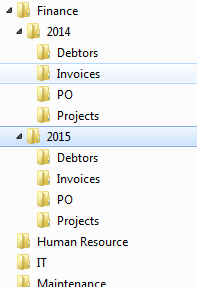 Finance
2014
Debtors
Invoices
PO
Projects
2015
Debtors
Invoices
PO
Projects
Human Resource
IT
Maintenance